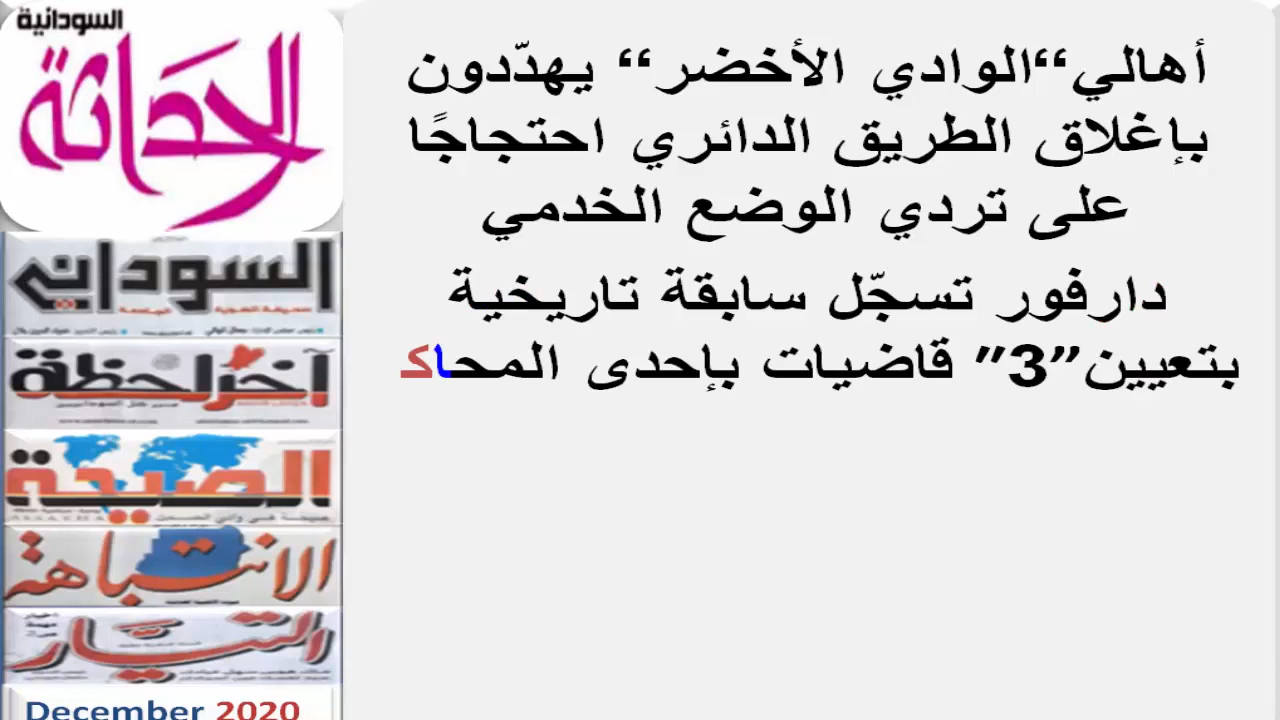 أهالي“الوادي الأخضر“ يهدّدون
بإغلاق الطريق الدائري احتجاجًا
على تردي الوضع الخدمي
دارفور تسجّل سابقة تاريخية
بتعيين”3” قاضيات بإحدى المحاك
السودانية
الحداثة
السوداني
آخر لحظة
الصيحة
ASSAYHA
الانتباهة
التيار
December 2020